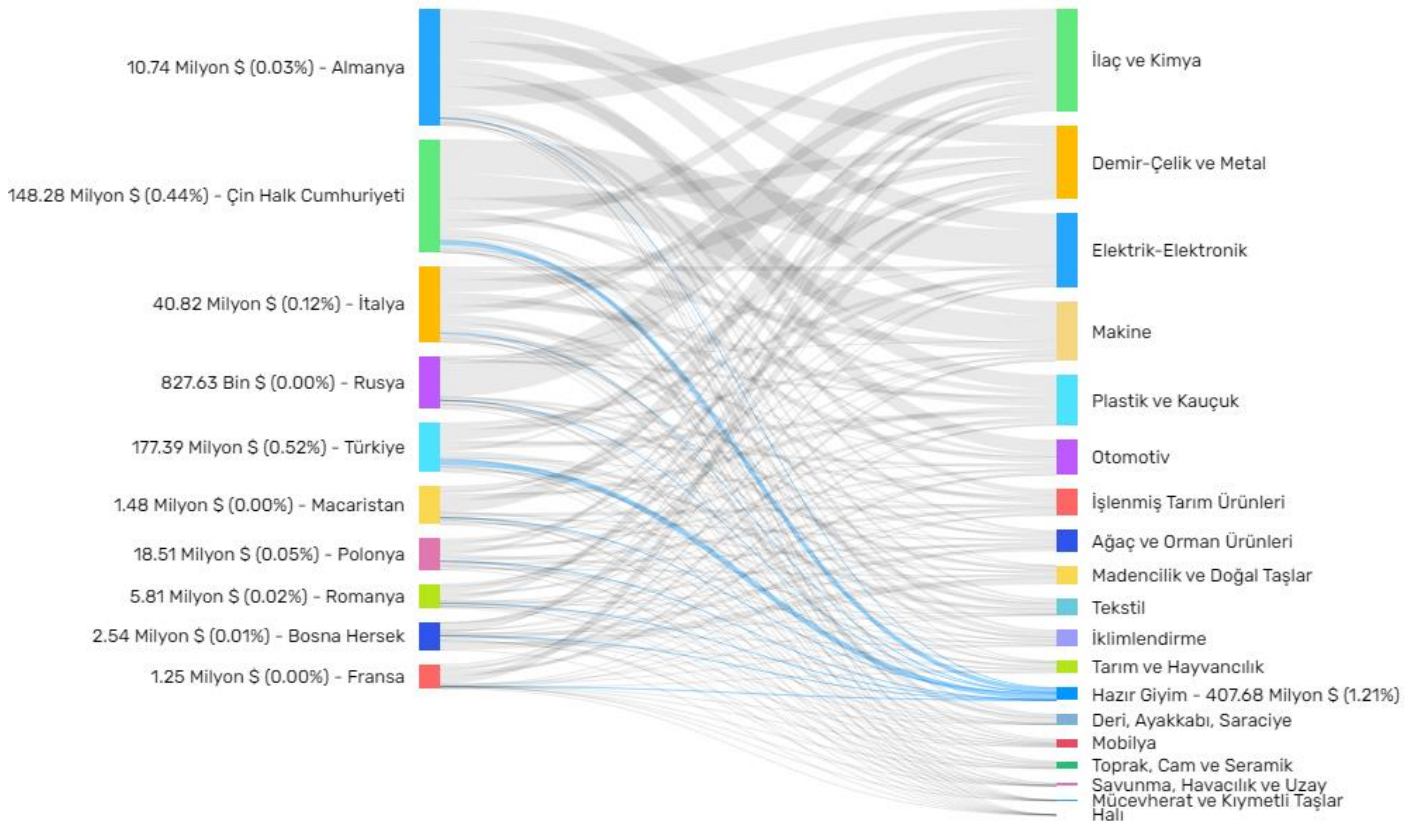 10.74 Milyon $ (0.03%) - Almanya
148.28 Milyon $ (0.44%) - Çin Halk Cumhuriyeti
40.82 Milyon $ (0.12%) - İtalya
827.63 Bin $ (0.00%) - Rusya
177.39 Milyon $ (0.52%) - Türkiye
1.48 Milyon $ (0.00%) - Macaristan
18.51 Milyon $ (0.05%) - Polonya
5.81 Milyon $ (0.02%) - Romanya
2.54 Milyon $ (0.01%) - Bosna Hersek
1.25 Milyon $ (0.00%) - Fransa
İlaç ve Kimya
Demir-Çelik ve Metal
Elektrik-Elektronik
Makine
Plastik ve Kauçuk
Otomotiv
İşlenmiş Tarım Ürünleri
Ağaç ve Orman Ürünleri
Madencilik ve Doğal Taşlar
Tekstil
İklimlendirme
Tarım ve Hayvancılık
Hazır Giyim - 407.68 Milyon $ (1.21%)
Deri, Ayakkabı, Saraciye
Mobilya
Toprak, Cam ve Seramik
Savunma, Havacılık ve Uzay
Mücevherat ve Kıymetli Taşlar
Halı